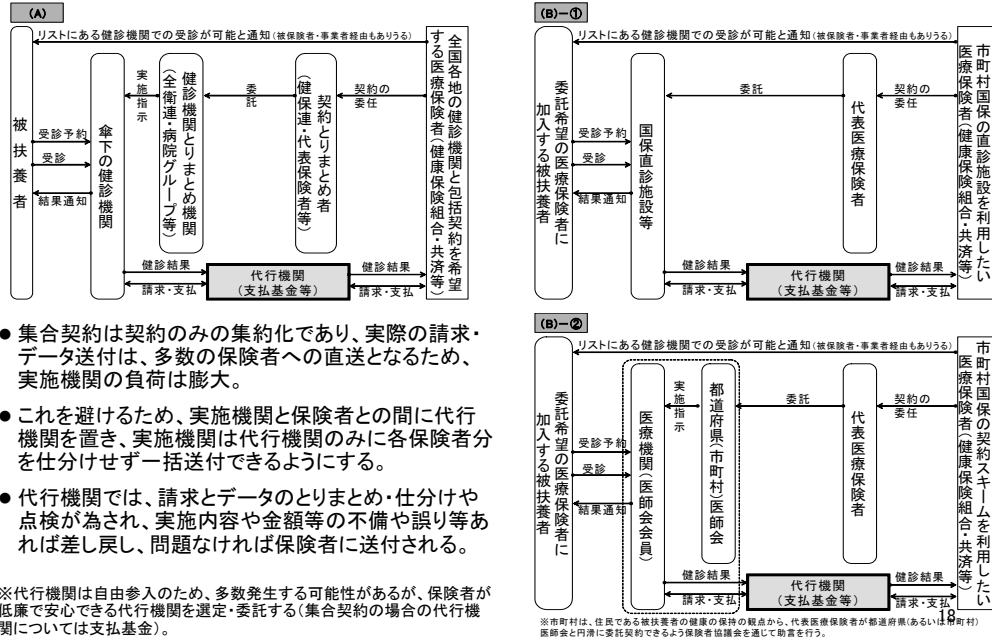 (A)
リストにある健診機関での受診が可能と通知(被保険者・事業者経由もありうる)
被扶養者
受診予約
受診
結果通知
傘下の健診機関
実施指示
健診機関とりまとめ機関
(全衛連・病院グループ等)
委託
契約とりまとめ者
(健保連・代表保険者等)
契約の
委任
全国各地の健診機関と包括契約を希望
する医療保険者(健康保険組合・共済等)
健診結果
請求・支払
代行機関
(支払基金等)
健診結果
請求・支払
● 集合契約は契約のみの集約化であり、実際の請求・
データ送付は、多数の保険者への直送となるため、
実施機関の負荷は膨大。
● これを避けるため、実施機関と保険者との間に代行
機関を置き、実施機関は代行機関のみに各保険者分
を仕分けせず一括送付できるようにする。
● 代行機関では、請求とデータのとりまとめ・仕分けや
点検が為され、実施内容や金額等の不備や誤り等あ
れば差し戻し、問題なければ保険者に送付される。
※代行機関は自由参入のため、多数発生する可能性があるが、保険者が
低廉で安心できる代行機関を選定・委託する(集合契約の場合の代行機
関については支払基金)。
(B)-①
リストにある健診機関での受診が可能と通知(被保険者・事業者経由もありうる)
委託希望の医療保険者に
加入する被扶養者
受診予約
受診
結果通知
国保直診施設等
委託
代表医療保険者
契約の
委任
市町村国保の直診施設を利用したい
医療保険者(健康保険組合・共済等)
健診結果
請求・支払
代行機関
(支払基金等)
健診結果
請求・支払
(B)-②
リストにある健診機関での受診が可能と通知(被保険者・事業者経由もありうる)
委託希望の医療保険者に
加入する被扶養者
受診予約
受診
結果通知
医療機関(医師会会員)
実施指示
都道府県(市町村)医師会
委託
代表医療保険者
契約の
委任
市町村国保の契約スキームを利用したい
医療保険者(健康保険組合・共済等)
健診結果
請求・支払
代行機関
(支払基金等)
健診結果
請求・支払
※市町村は、住民である被扶養者の健康の保持の観点から、代表医療保険者が都道府県(あるいは市町村)
医師会と円滑に委託契約できるよう保険者協議会を通じて助言を行う。
18